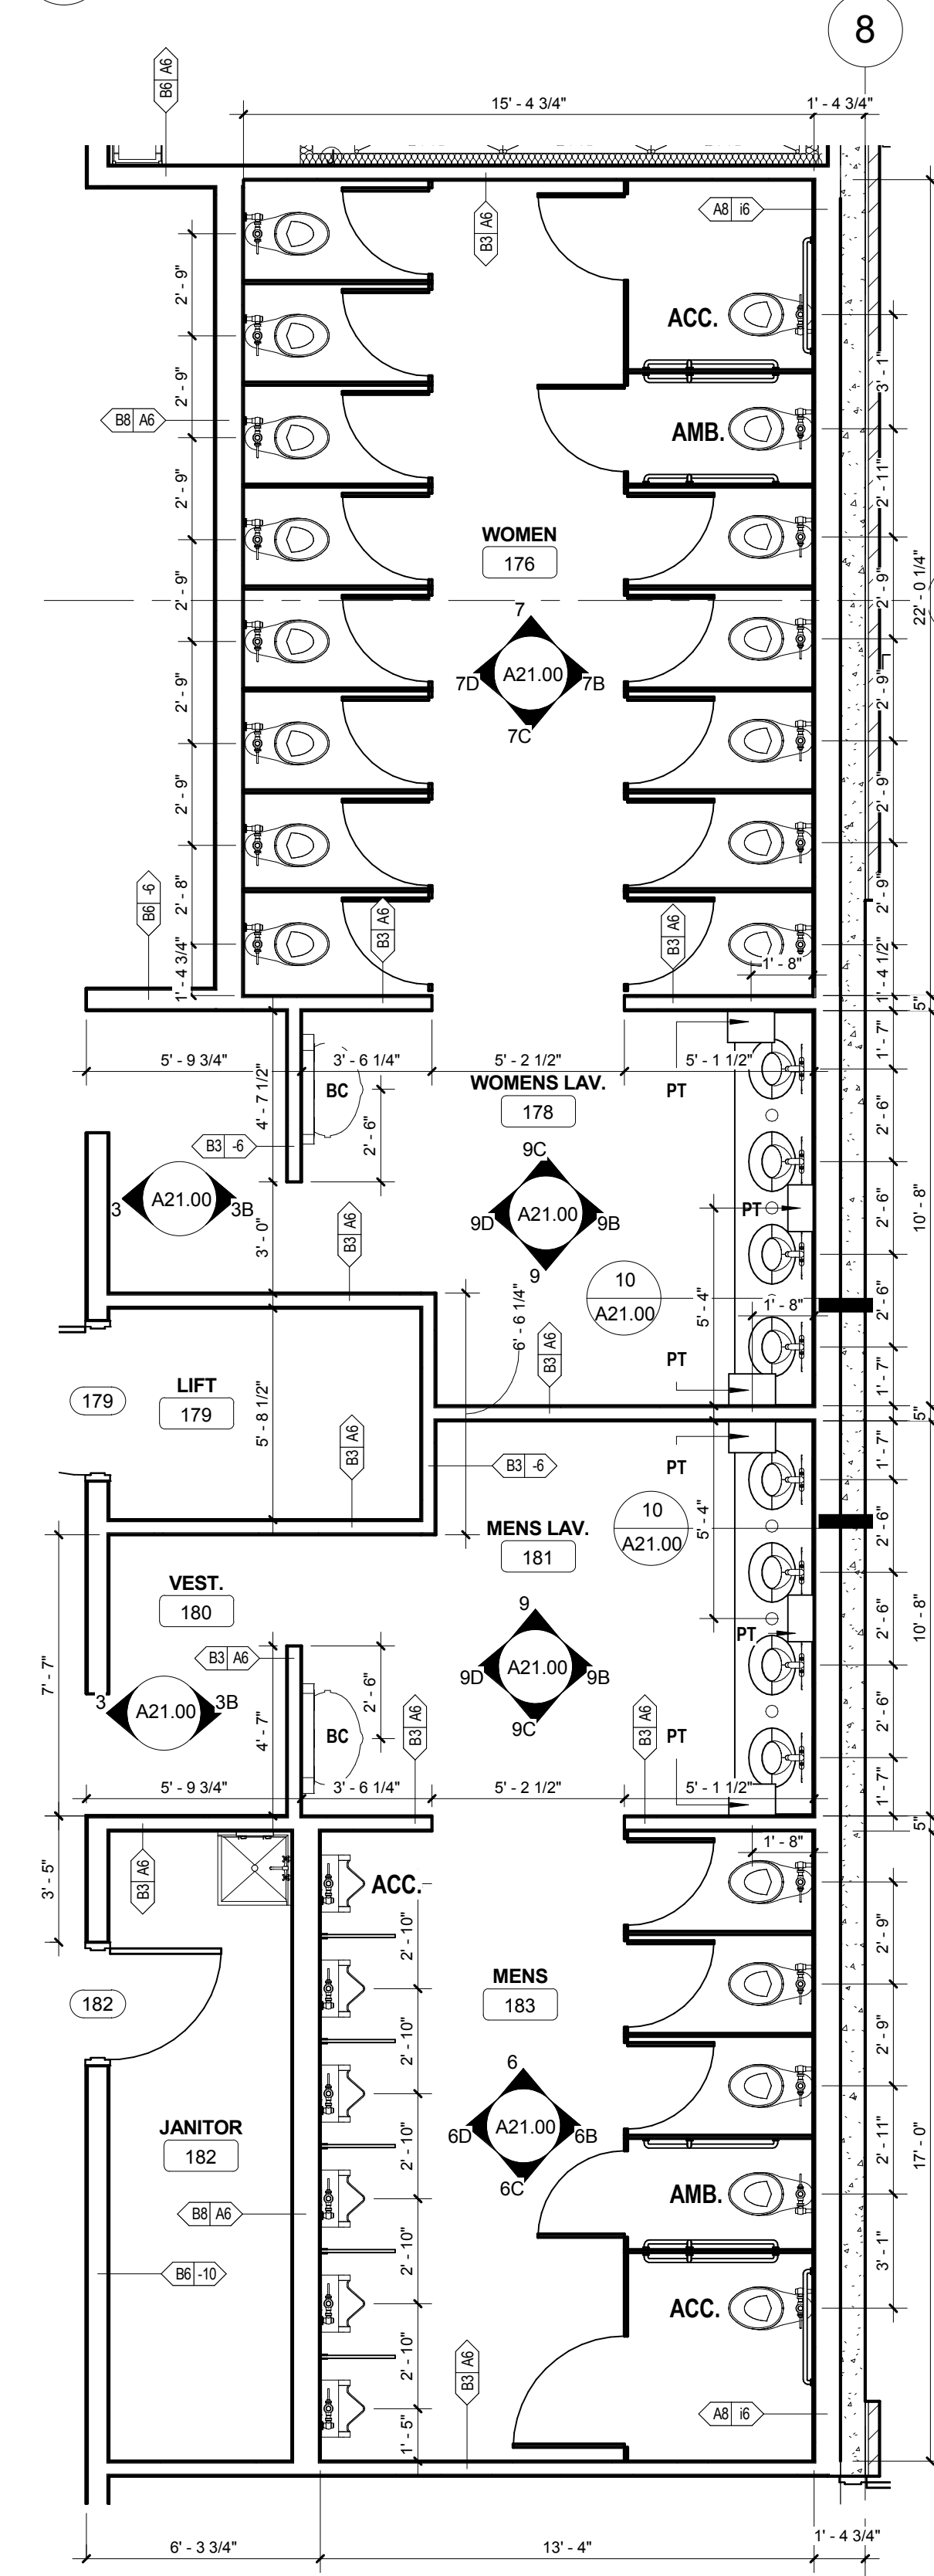 8
B6 A6
15' - 4 3/4"
1' - 4 3/4"
J
B3 A6
A8 i6
2' - 9"
ACC.
3' - 1"
2' - 9"
B8 A6
AMB.
2' - 9"
2' - 11"
WOMEN
176
2' - 9"
2' - 9"
22' - 0 1/4"
7
A21.00
7D
7B
7C
2' - 9"
2' - 9"
L
2' - 9"
2' - 9"
2' - 8"
B6 -6
B3 A6
B3 A6
2' - 9"
1' - 4 3/4"
1' - 8"
1' - 4 1/2"
5"
5' - 9 3/4"
3' - 6 1/4"
5' - 2 1/2"
5' - 1 1/2"
1' - 7"
WOMENS LAV.
178
BC
PT
4' - 7 1/2"
2' - 6"
2' - 6"
B3 -6
9C
A21.00
9D
9B
9
3
A21.00
3B
PT
2' - 6"
10' - 8"
3' - 0"
B3 A6
10
A21.00
5' - 4"
1' - 8"
2' - 6"
6' - 6 1/4"
B3 A6
PT
1' - 7"
LIFT
179
179
5' - 8 1/2"
5"
B3 A6
B3 -6
PT
1' - 7"
10
A21.00
5' - 4"
2' - 6"
MENS LAV.
181
VEST.
180
2' - 6"
10' - 8"
7' - 7"
B3 A6
9
A21.00
9D
9B
9C
PT
2' - 6"
3
A21.00
3B
4' - 7"
2' - 6"
BC
B3 A6
B3 A6
PT
2' - 6"
1' - 7"
5' - 9 3/4"
3' - 6 1/4"
5' - 2 1/2"
5' - 1 1/2"
5"
3' - 5"
B3 A6
ACC.
1' - 8"
2' - 10"
2' - 9"
MENS
183
182
2' - 10"
2' - 9"
6
A21.00
6D
6B
6C
JANITOR
182
2' - 10"
2' - 11"
17' - 0"
B8 A6
AMB.
2' - 10"
3' - 1"
B6 -10
ACC.
2' - 10"
B3 A6
A8 i6
1' - 5"
6' - 3 3/4"
13' - 4"
1' - 4 3/4"